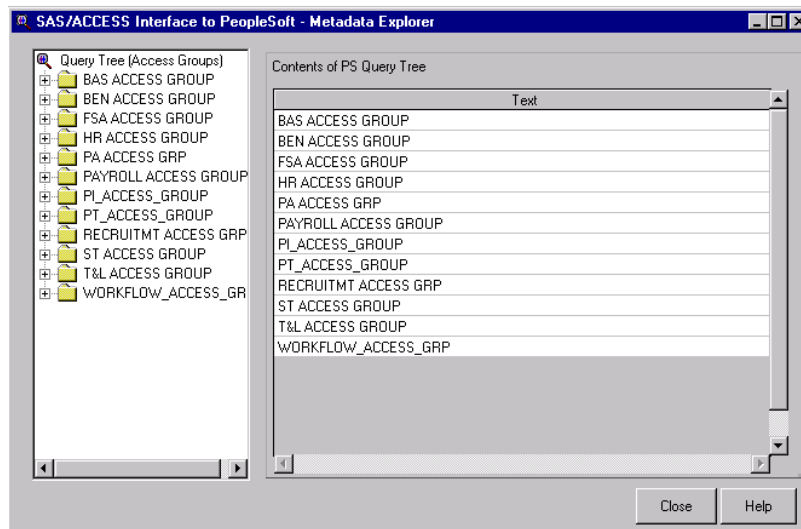 SAS/ACCESS Interface to PeopleSoft - Metadata Explorer
Query Tree (Access Groups)
BAS ACCESS GROUP
BEN ACCESS GROUP
FSA ACCESS GROUP
HR ACCESS GROUP
PA ACCESS GRP
PAYROLL ACCESS GROUP
PI_ACCESS_GROUP
PT_ACCESS_GROUP
RECRUITMT ACCESS GRP
ST ACCESS GROUP
T&L ACCESS GROUP
WORKFLOW_ACCESS_GR
Contents of PS Query Tree
Text
BAS ACCESS GROUP
BEN ACCESS GROUP
FSA ACCESS GROUP
HR ACCESS GROUP
PA ACCESS GRP
PAYROLL ACCESS GROUP
PI_ACCESS_GROUP
PT_ACCESS_GROUP
RECRUITMT ACCESS GRP
ST ACCESS GROUP
T&L ACCESS GROUP
WORKFLOW_ACCESS_GRP
Close Help